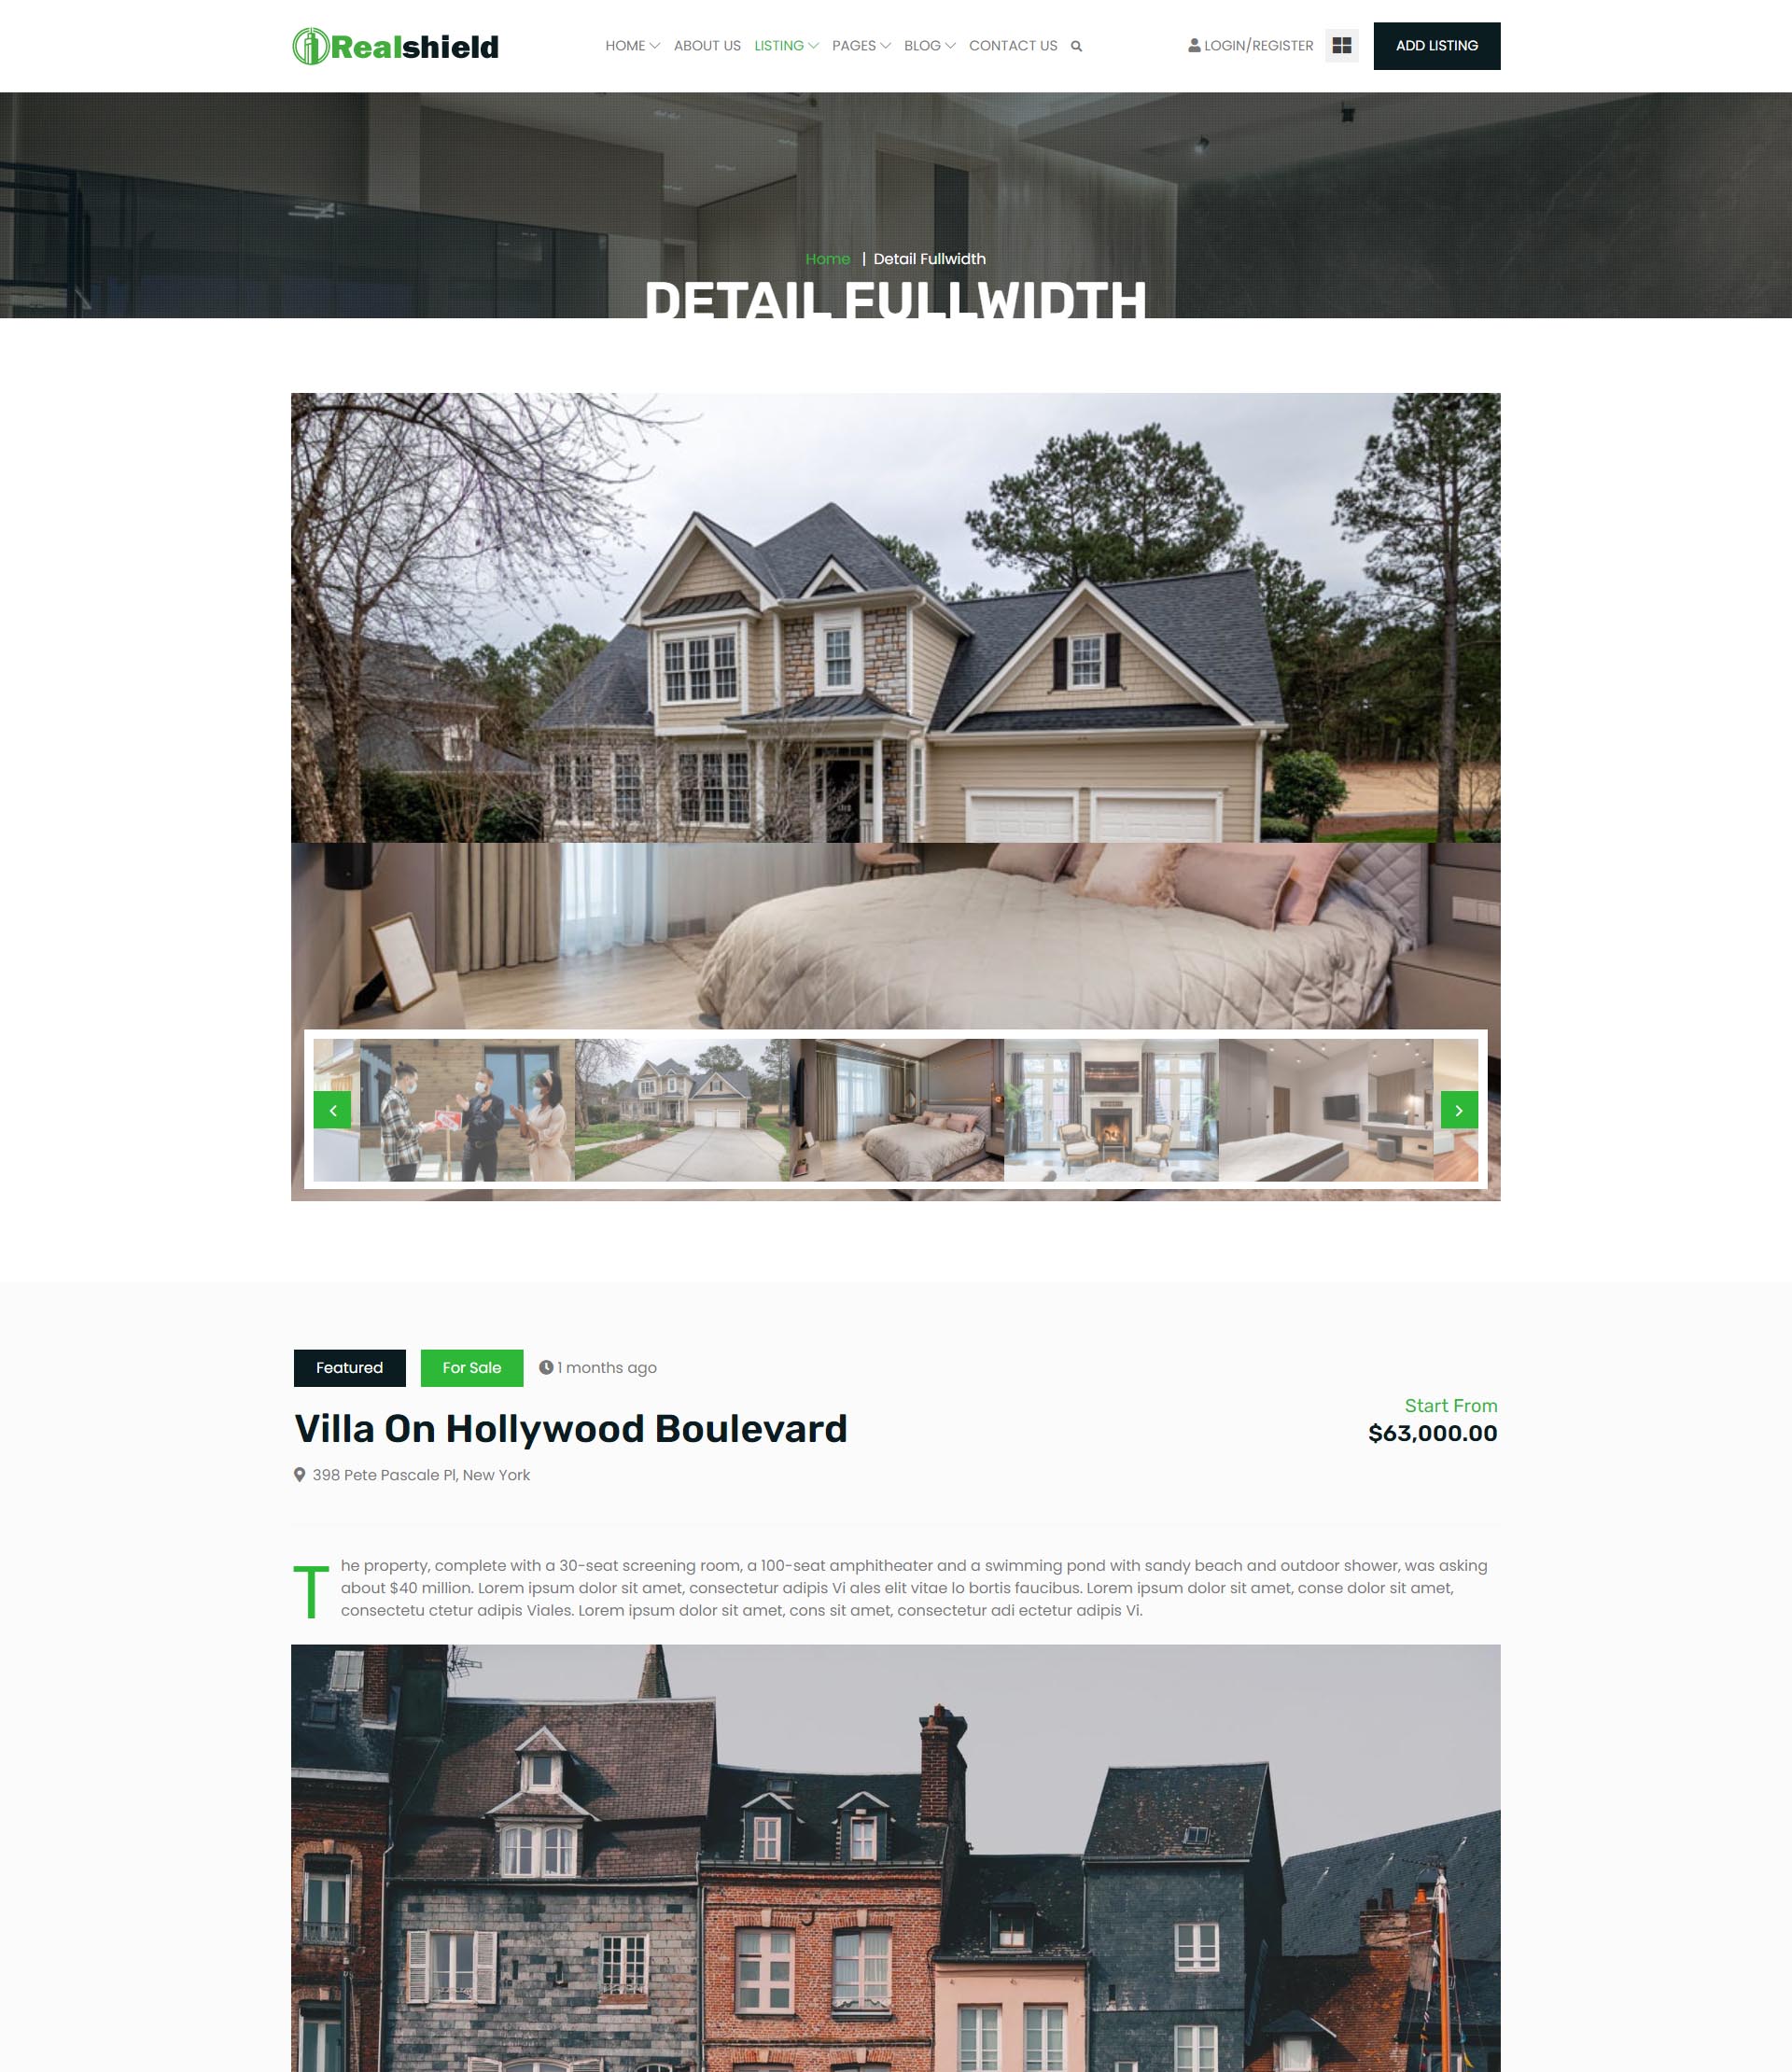 Realshield
HOME ABOUT US LISTING PAGES BLOG CONTACT US LOGIN/REGISTER ADD LISTING
Home | Detail Fullwidth
DETAIL FULLWIDTH
Featured For Sale 1 months ago
Start From
Villa On Hollywood Boulevard
$63,000.00
398 Pete Pascale Pl, New York
The property, complete with a 30-seat screening room, a 100-seat amphitheater and a swimming pond with sandy beach and outdoor shower, was asking
about $40 million. Lorem ipsum dolor sit amet, consectetur adipis Vi ales elit vitae lo bortis faucibus. Lorem ipsum dolor sit amet, conse dolor sit amet,
consectetu ctetur adipis Viales. Lorem ipsum dolor sit amet, cons sit amet, consectetur adi ectetur adipis Vi.